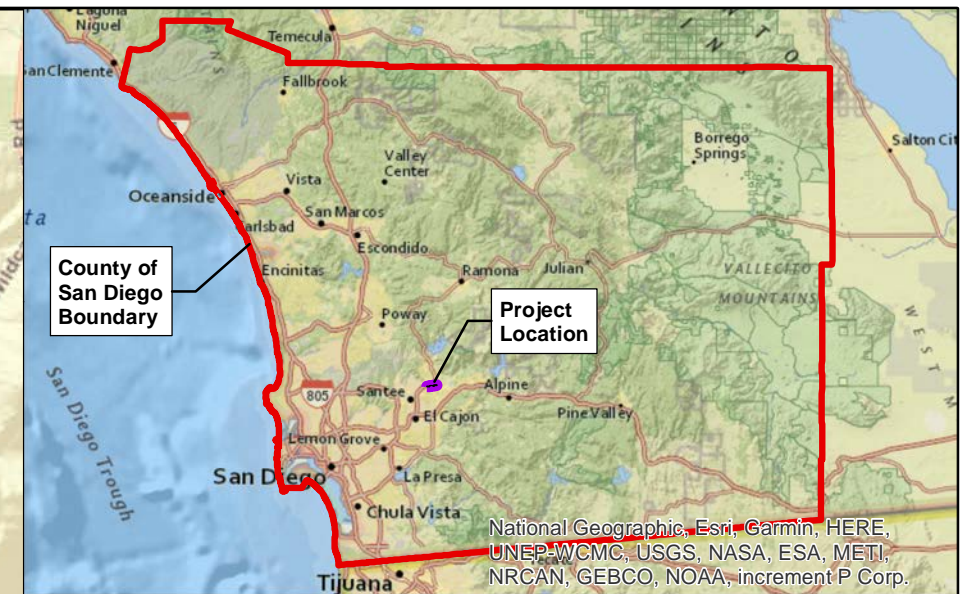 Laguna
Niguel
Temecula
San Clemente
Fallbrook
Borrego
Springs
Salton Cit
Valley
Center
Vista
Oceanside
San Marcos
arlsbad
Escondido
County of
San Diego
Boundary
Encinitas
Ramona
Julian
VALLECITO
MOUNTAINS
Poway
Project
Location
WEST M
San Diego Trough
805
Santee
Alpine
El Cajon
Pine Valley
Lemon Grove
San Diego
La Presa
Chula Vista
National Geographic, Esri, Garmin, HERE,
UNEP-WCMC, USGS, NASA, ESA, METI,
NRCAN, GEBCO, NOAA, increment P Corp.
Tijuana